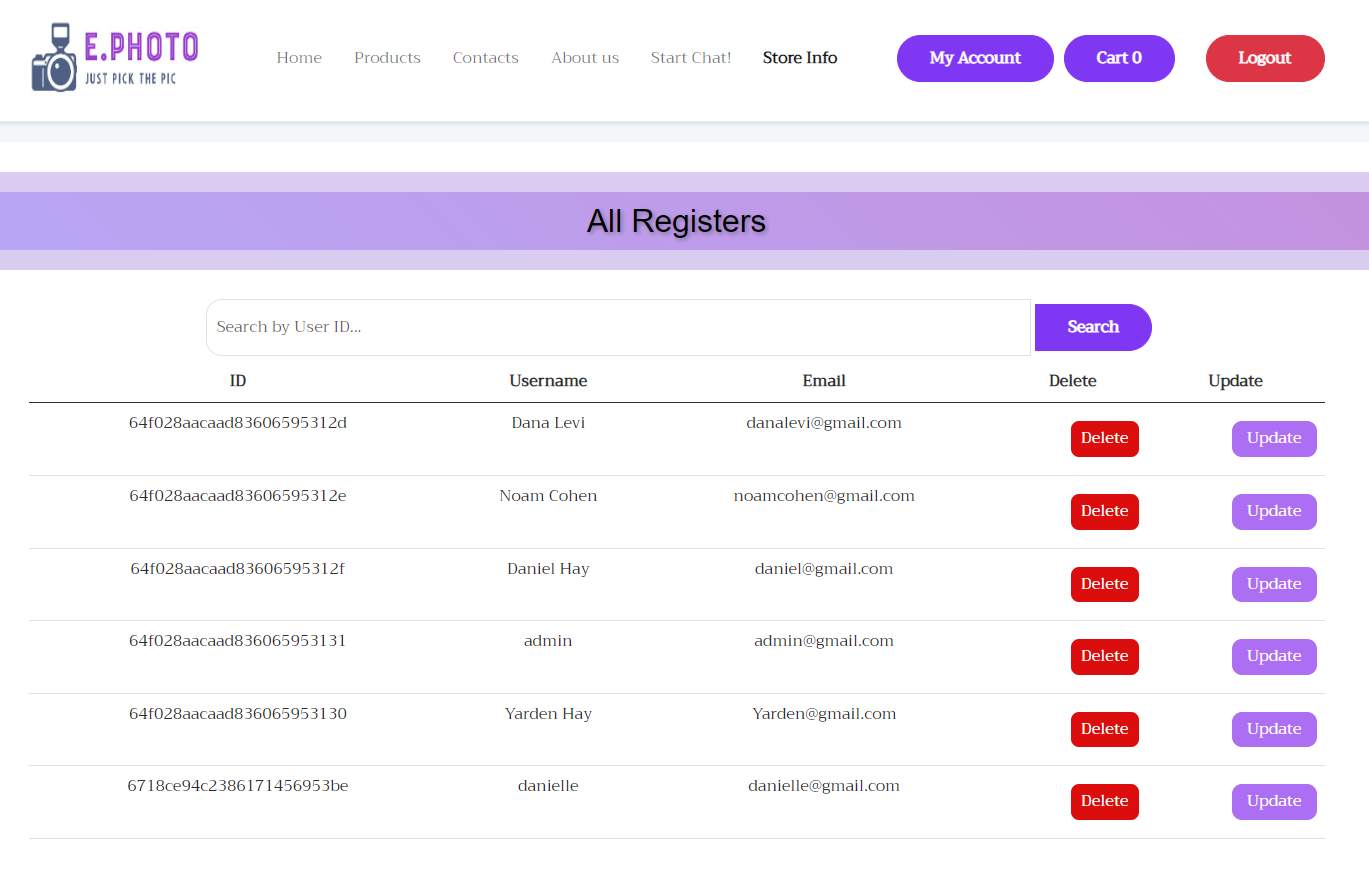 E.PHOTO
JUST PICK THE PIC
Home Products Contacts About us Start Chat! Store Info My Account Cart 0 Logout
All Registers
Search by User ID... Search
ID Username Email Delete Update
64f028aacaad83606595312d Dana Levi danalevi@gmail.com Delete Update
64f028aacaad83606595312e Noam Cohen noamcohen@gmail.com Delete Update
64f028aacaad83606595312f Daniel Hay daniel@gmail.com Delete Update
64f028aacaad836065953131 admin admin@gmail.com Delete Update
64f028aacaad836065953130 Yarden Hay Yarden@gmail.com Delete Update
6718ce94c2386171456953be danielle danielle@gmail.com Delete Update